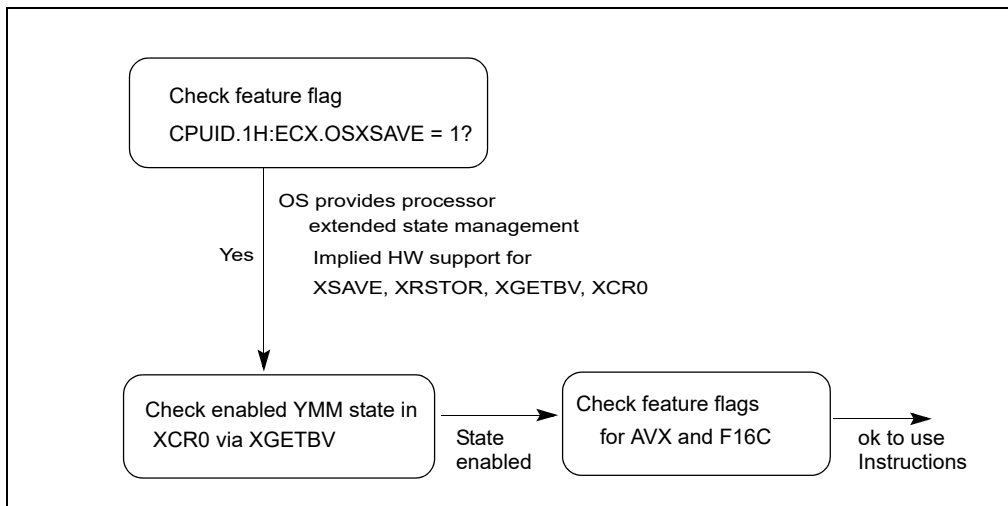 Check feature flag
CPUID.1H:ECX.OSXSAVE = 1?
OS provides processor
extended state management
Yes
Implied HW support for
XSAVE, XRSTOR, XGETBV, XCR0
Check enabled YMM state in
XCR0 via XGETBV
State
enabled
Check feature flags
for AVX and F16C
ok to use
Instructions